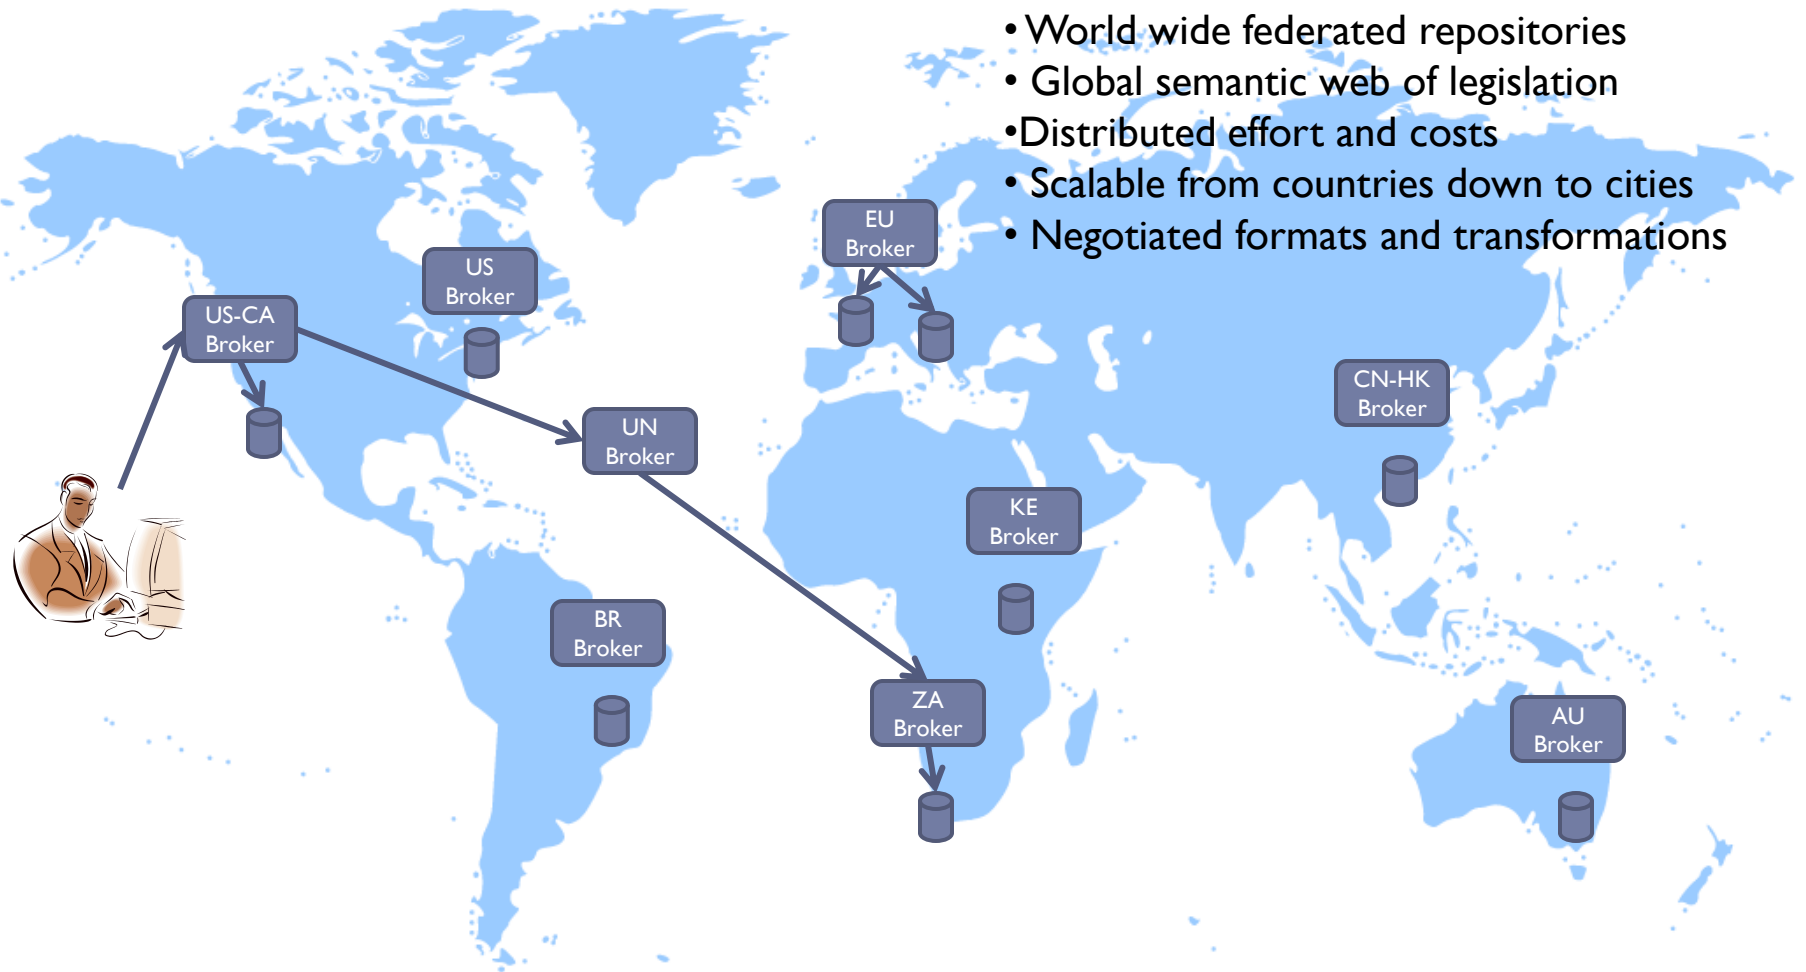 • World wide federated repositories
• Global semantic web of legislation
•Distributed effort and costs
• Scalable from countries down to cities
• Negotiated formats and transformations
EU
Broker
US
Broker
US-CA
Broker
CN-HK
Broker
UN
Broker
KE
Broker
BR
Broker
ZA
Broker
AU
Broker